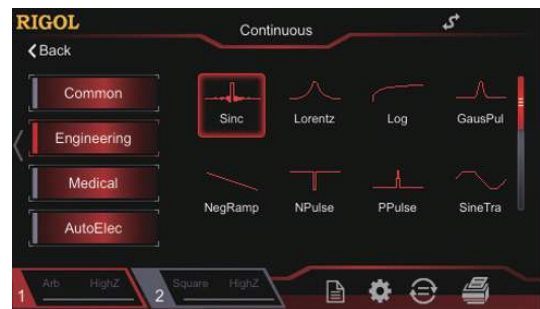 RIGOL
Continuous
Back
Common
Engineering
Medical
AutoElec
Sinc Lorentz Log GausPul
NegRamp NPulse PPulse SineTra
1 Arb HighZ
2 Square HighZ